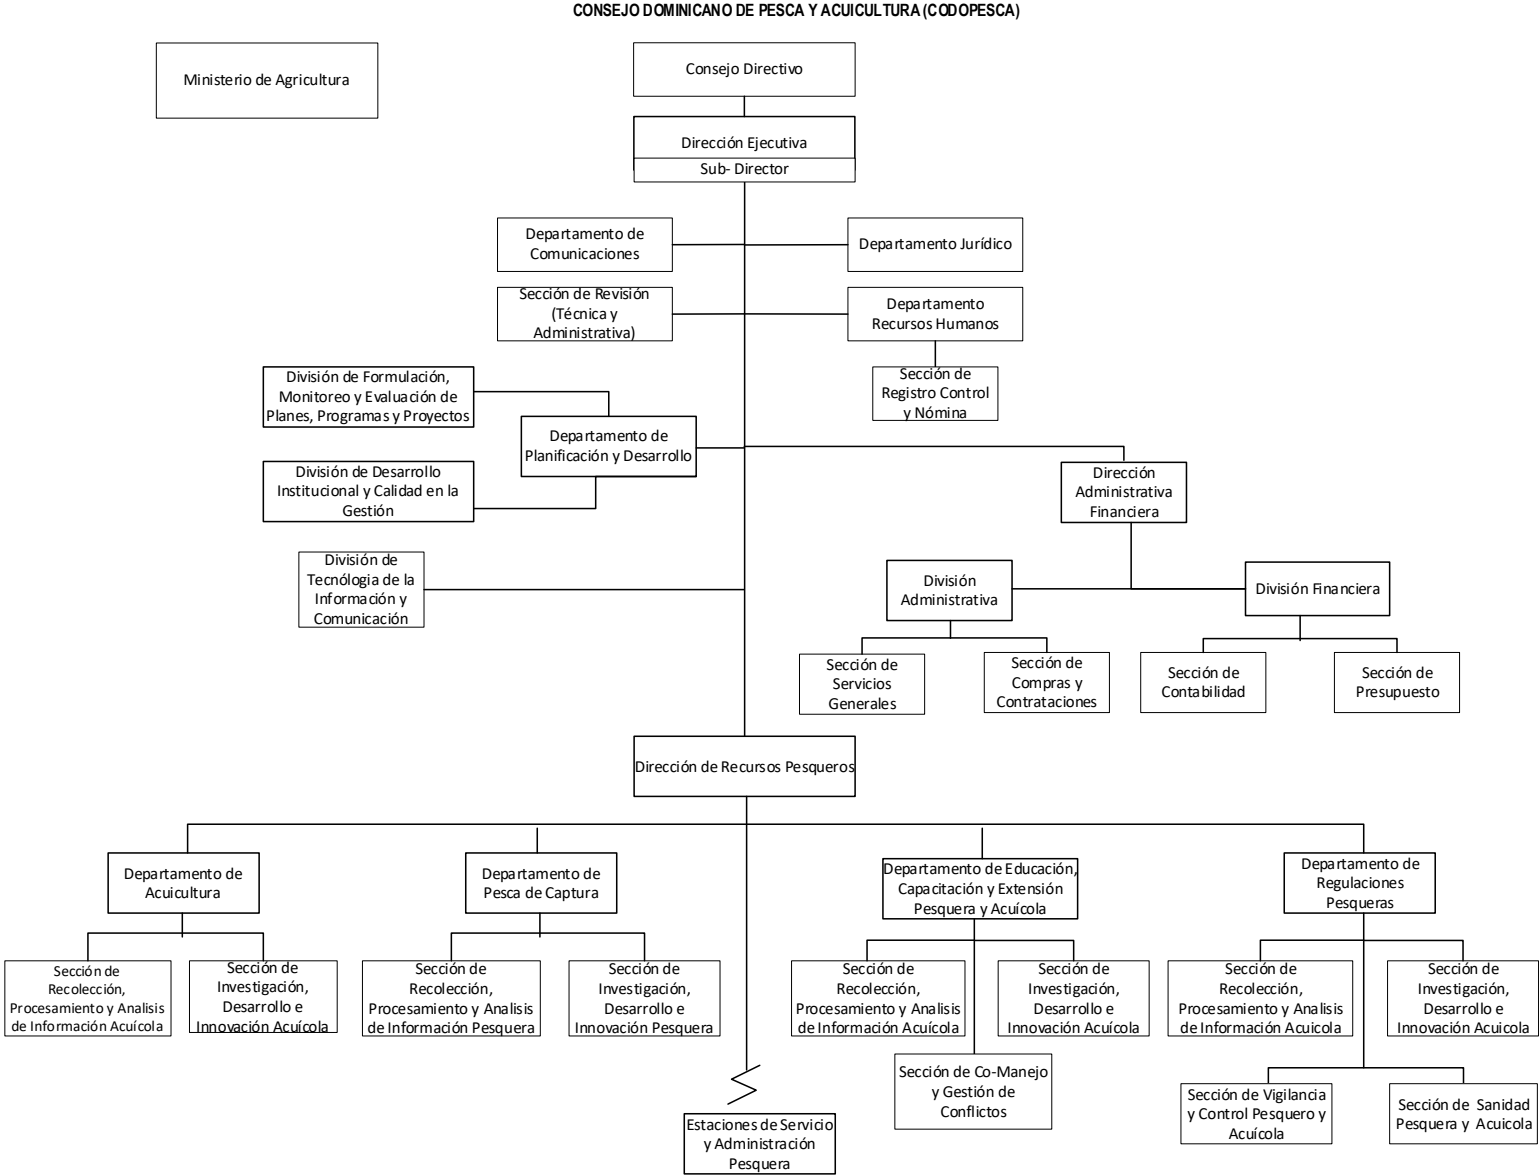 CONSEJO DOMINICANO DE PESCA Y ACUICULTURA (CODOPESCA)
Ministerio de Agricultura
Consejo Directivo
Dirección Ejecutiva
Sub- Director
Departamento de
Comunicaciones
Departamento Jurídico
Sección de Revisión
(Técnica y
Administrativa)
Departamento
Recursos Humanos
Sección de
Registro Control
y Nómina
División de Formulación,
Monitoreo y Evaluación de
Planes, Programas y Proyectos
Departamento de
Planificación y Desarrollo
División de Desarrollo
Institucional y Calidad en la
Gestión
Dirección
Administrativa
Financiera
División de
Tecnólogia de la
Información y
Comunicación
División
Administrativa
División Financiera
Sección de
Servicios
Generales
Sección de
Compras y
Contrataciones
Sección de
Contabilidad
Sección de
Presupuesto
Dirección de Recursos Pesqueros
Departamento de
Acuicultura
Departamento de
Pesca de Captura
Departamento de Educación,
Capacitación y Extensión
Pesquera y Acuícola
Departamento de
Regulaciones
Pesqueras
Sección de
Recolección,
Procesamiento y Analisis
de Información Acuícola
Sección de
Investigación,
Desarrollo e
Innovación Acuícola
Sección de
Recolección,
Procesamiento y Analisis
de Información Pesquera
Sección de
Investigación,
Desarrollo e
Innovación Pesquera
Sección de
Recolección,
Procesamiento y Analisis
de Información Acuícola
Sección de
Investigación,
Desarrollo e
Innovación Acuícola
Sección de
Recolección,
Procesamiento y Analisis
de Información Acuicola
Sección de
Investigación,
Desarrollo e
Innovación Acuicola
Sección de Co-Manejo
y Gestión de
Conflictos
Sección de Vigilancia
y Control Pesquero y
Acuícola
Sección de Sanidad
Pesquera y Acuicola
Estaciones de Servicio
y Administración
Pesquera